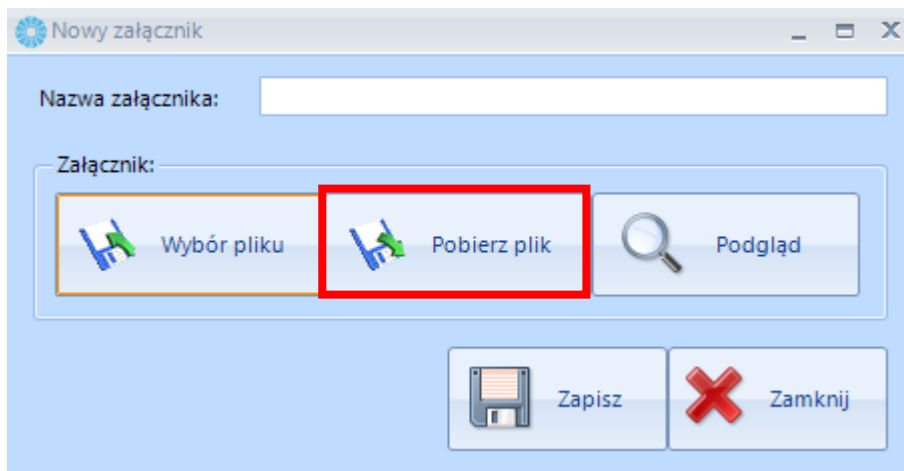 Nowy załącznik
Nazwa załącznika:
Załącznik:
Wybór pliku Pobierz plik Podgląd
Zapisz Zamknij